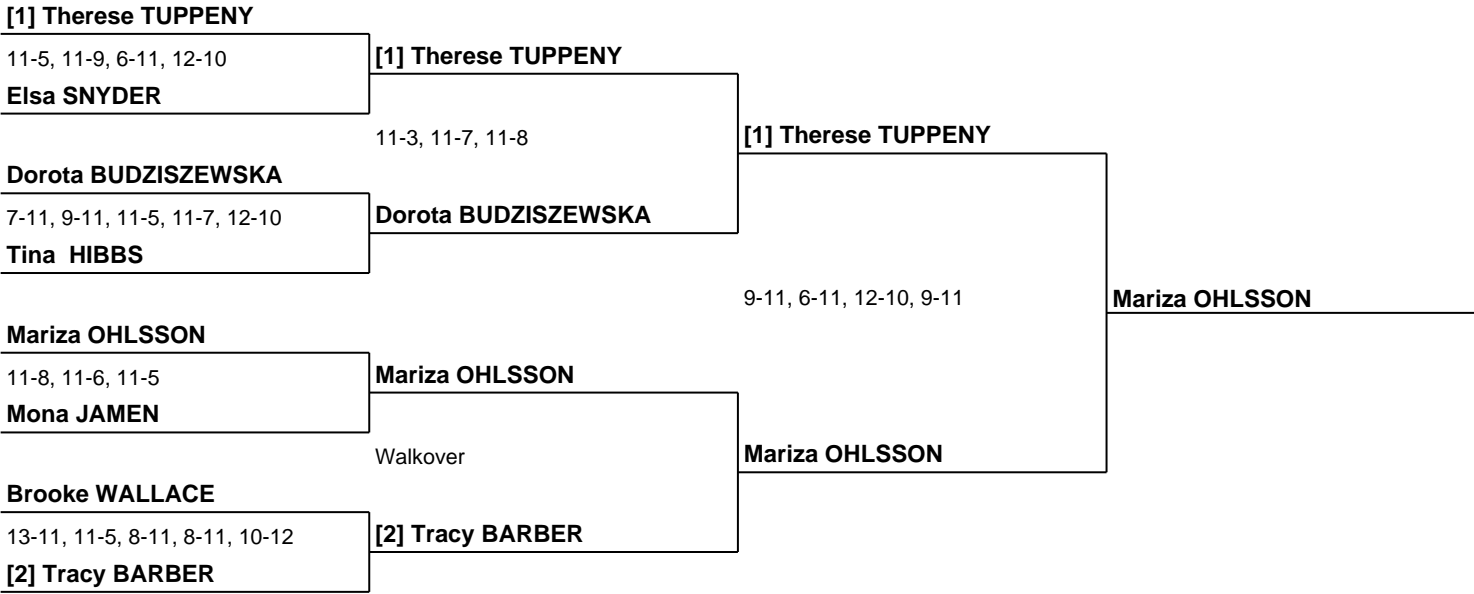 [1] Therese TUPPENY
11-5, 11-9, 6-11, 12-10
[1] Therese TUPPENY
Elsa SNYDER
11-3, 11-7, 11-8
[1] Therese TUPPENY
Dorota BUDZISZEWSKA
7-11, 9-11, 11-5, 11-7, 12-10
Dorota BUDZISZEWSKA
Tina  HIBBS
9-11, 6-11, 12-10, 9-11
Mariza OHLSSON
Mariza OHLSSON
11-8, 11-6, 11-5
Mariza OHLSSON
Mona JAMEN
Walkover
Mariza OHLSSON
Brooke WALLACE
13-11, 11-5, 8-11, 8-11, 10-12
[2] Tracy BARBER
[2] Tracy BARBER